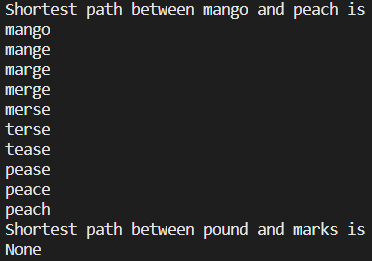 Shortest path between mango and peach is
mango
mange
marge
merge
merse
terse
tease
pease
peace
peach
Shortest path between pound and marks is
None